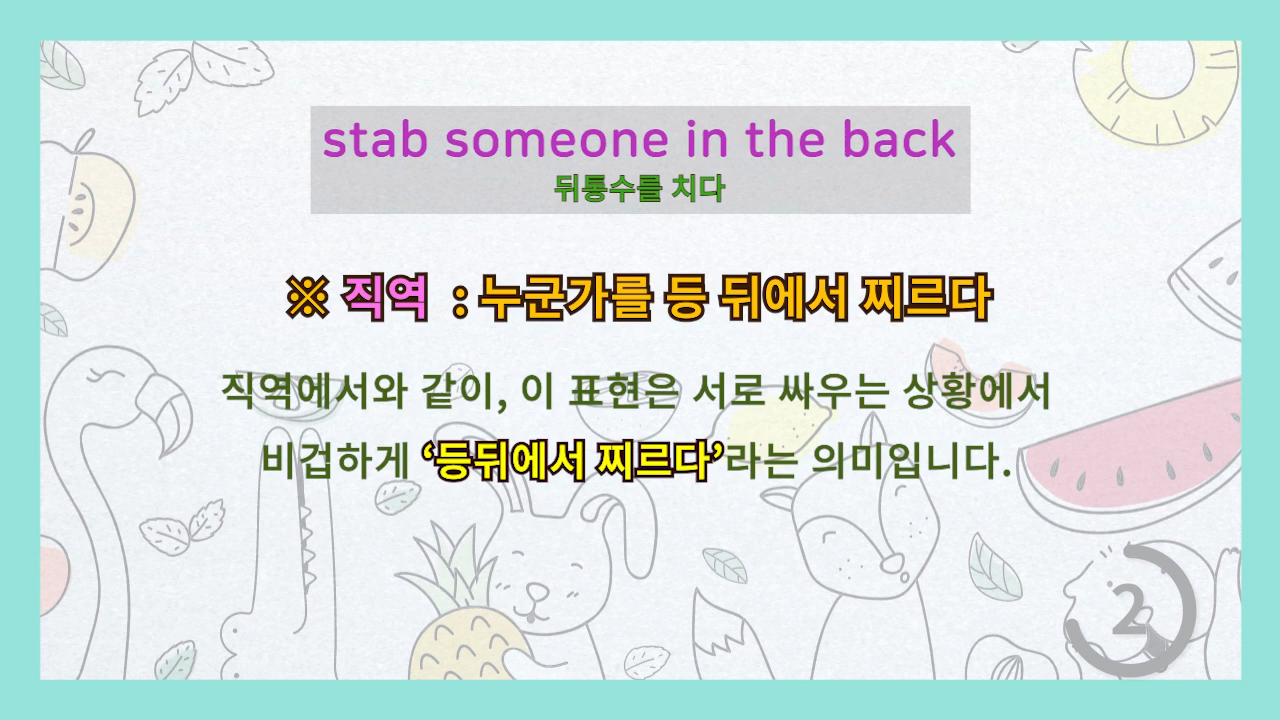 stab someone in the back
뒤통수를 치다
※ 직역 : 누군가를 등 뒤에서 찌르다
직역에서와 같이, 이 표현은 서로 싸우는 상황에서
비겁하게 ‘등뒤에서 찌르다’라는 의미입니다.
2